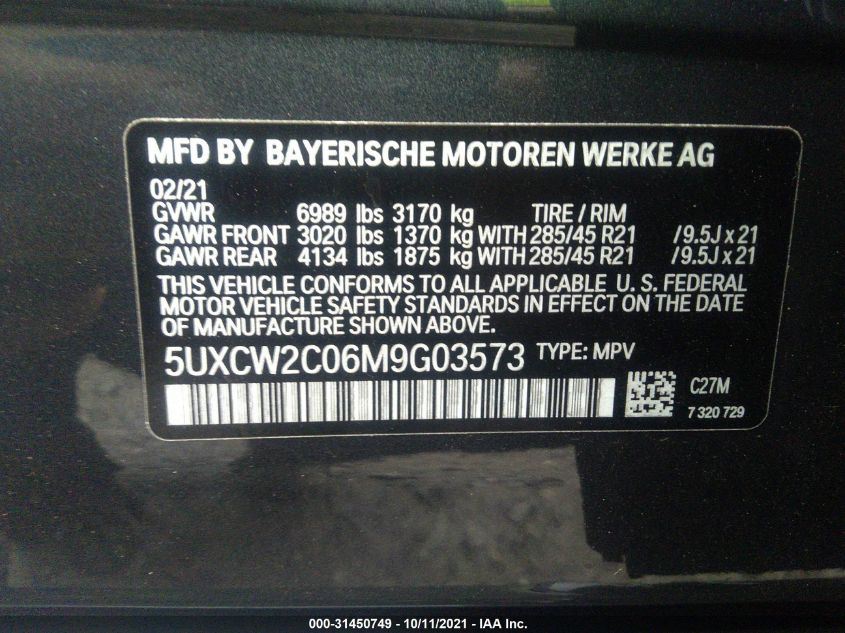 MFD BY BAYERISCHE MOTOREN WERKE AG
02/21
GVWR 6989 lbs 3170 kg TIRE / RIM
GAWR FRONT 3020 lbs 1370 kg WITH 285/45 R21 / 9.5J x 21
GAWR REAR 4134 lbs 1875 kg WITH 285/45 R21 / 9.5J x 21
THIS VEHICLE CONFORMS TO ALL APPLICABLE U. S. FEDERAL
MOTOR VEHICLE SAFETY STANDARDS IN EFFECT ON THE DATE
OF MANUFACTURE SHOWN ABOVE.
5UXCW2C06M9G03573 TYPE: MPV
C27M
7 320 729
000-31450749 - 10/11/2021 - IAA Inc.